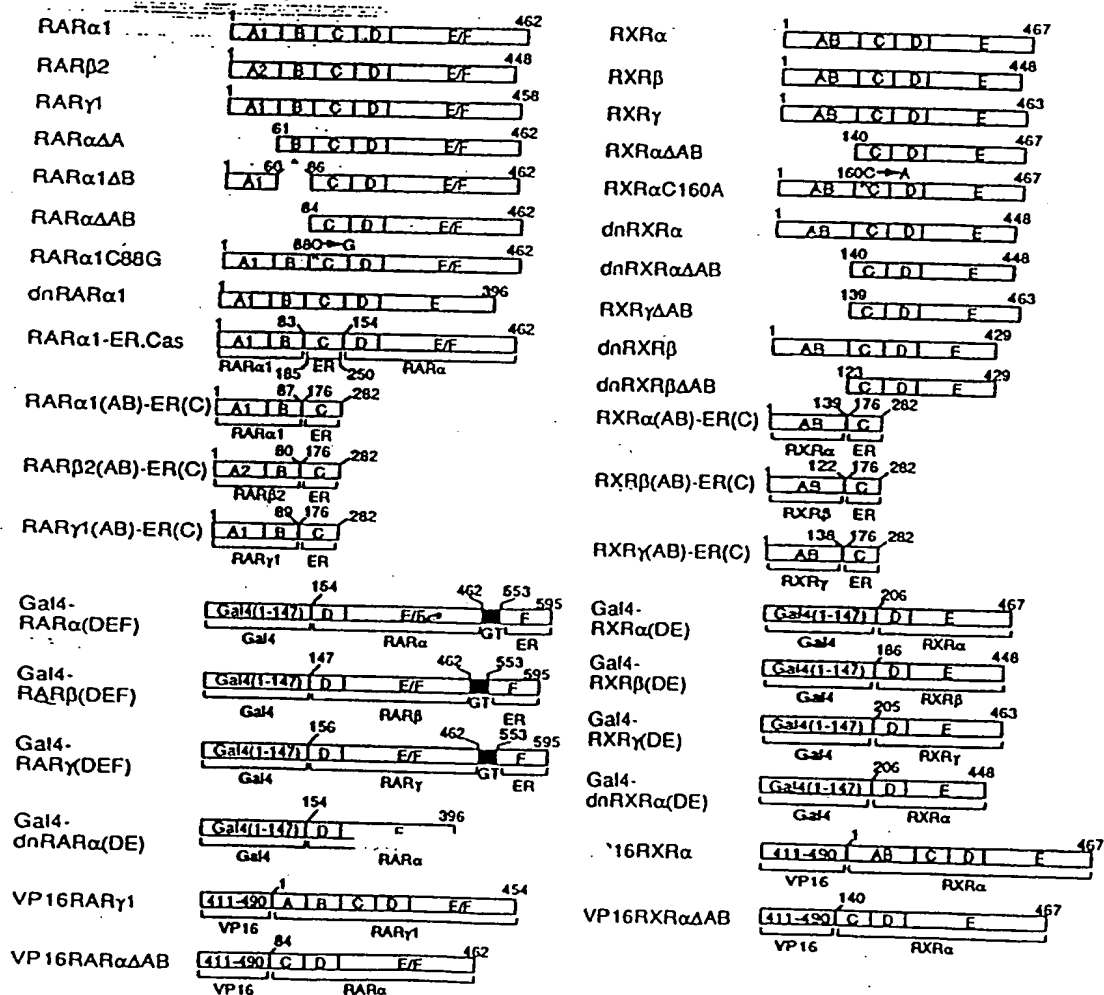 RARα1 1 A1 B C D E/F 462
RARβ2 1 A2 B C D E/F 448
RARγ1 1 A1 B C D E/F 458
RARαΔA 61 B C D E/F 462
RARα1ΔB 1 A1 60 C D E/F 462
RARαΔAB 84 C D E/F 462
RARα1C88G 1 A1 B C D E/F 462
dnRARα1 1 A1 B C D E 396
RARα1-ER.Cas 1 A1 B 83 C 154 D E/F 462
RARα1 185 ER 250 RARα
RARα1(AB)-ER(C) 1 A1 B 87 176 C 282
RARα1 ER
RARβ2(AB)-ER(C) 1 A2 B 80 176 C 282
RARβ2 ER
RARγ1(AB)-ER(C) 1 A1 B 89 176 C 282
RARγ1 ER
Gal4-
RARα(DEF) Gal4(1-147) 154 D 462 553 F 595
Gal4 RARα GT ER
Gal4-
RARβ(DEF) Gal4(1-147) 147 D E/F 462 553 F 595
Gal4 RARβ GT ER
Gal4-
RARγ(DEF) Gal4(1-147) 156 D E/F 462 553 F 595
Gal4 RARγ GT ER
Gal4-
dnRARα(DE) Gal4(1-147) 154 D 396
Gal4 RARα
VP16RARγ1 411-490 1 A B C D E/F 454
VP16 RARγ1
VP16RARαΔAB 411-490 84 C D E/F 462
VP16 RARα
RXRα 1 AB C D E 467
RXRβ 1 AB C D E 448
RXRγ 1 AB C D E 463
RXRαΔAB 140 C D E 467
RXRαC160A 1 160C→A AB C D E 467
dnRXRα 1 AB C D E 448
dnRXRαΔAB 140 C D E 448
RXRγΔAB 139 C D E 463
dnRXRβ 1 AB C D E 429
dnRXRβΔAB 123 C D E 429
RXRα(AB)-ER(C) 1 AB 139 176 C 282
RXRα ER
RXRβ(AB)-ER(C) 1 AB 122 176 C 282
RXRβ ER
RXRγ(AB)-ER(C) 1 AB 138 176 C 282
RXRγ ER
Gal4-
RXRα(DE) Gal4(1-147) 206 D E 467
Gal4 RXRα
Gal4-
RXRβ(DE) Gal4(1-147) 186 D E 448
Gal4 RXRβ
Gal4-
RXRγ(DE) Gal4(1-147) 205 D E 463
Gal4 RXRγ
Gal4-
dnRXRα(DE) Gal4(1-147) 206 D E 448
Gal4 RXRα
16RXRα 411-490 1 AB C D E 467
VP16 RXRα
VP16RXRαΔAB 411-490 140 C D E 467
VP16 RXRα